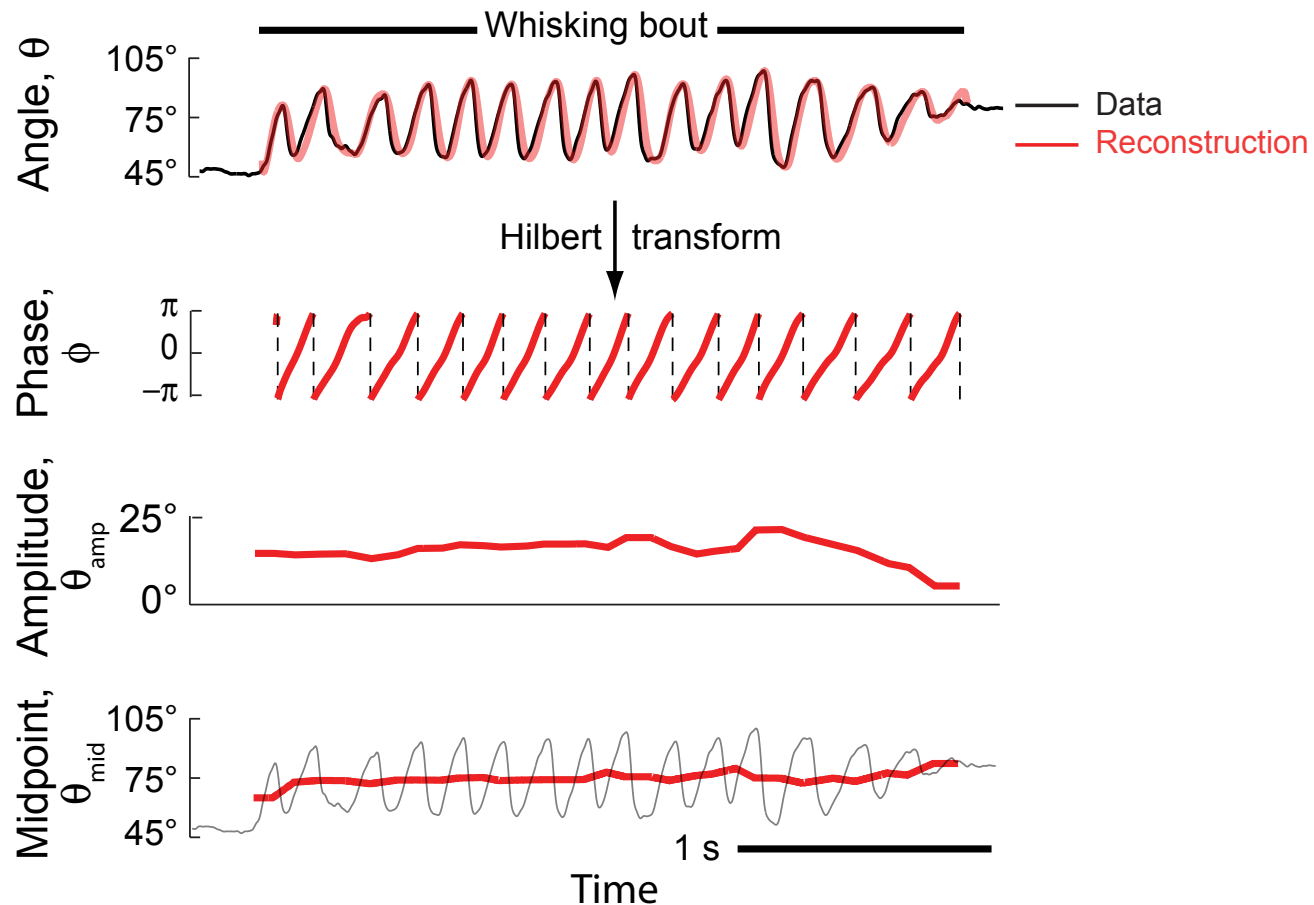 Whisking bout
Angle, θ
105°
75°
45°
Data
Reconstruction
Hilbert transform
Phase,
ϕ
π
0
−π
Amplitude,
θamp
25°
0°
Midpoint,
θmid
105°
75°
45°
1 s
Time